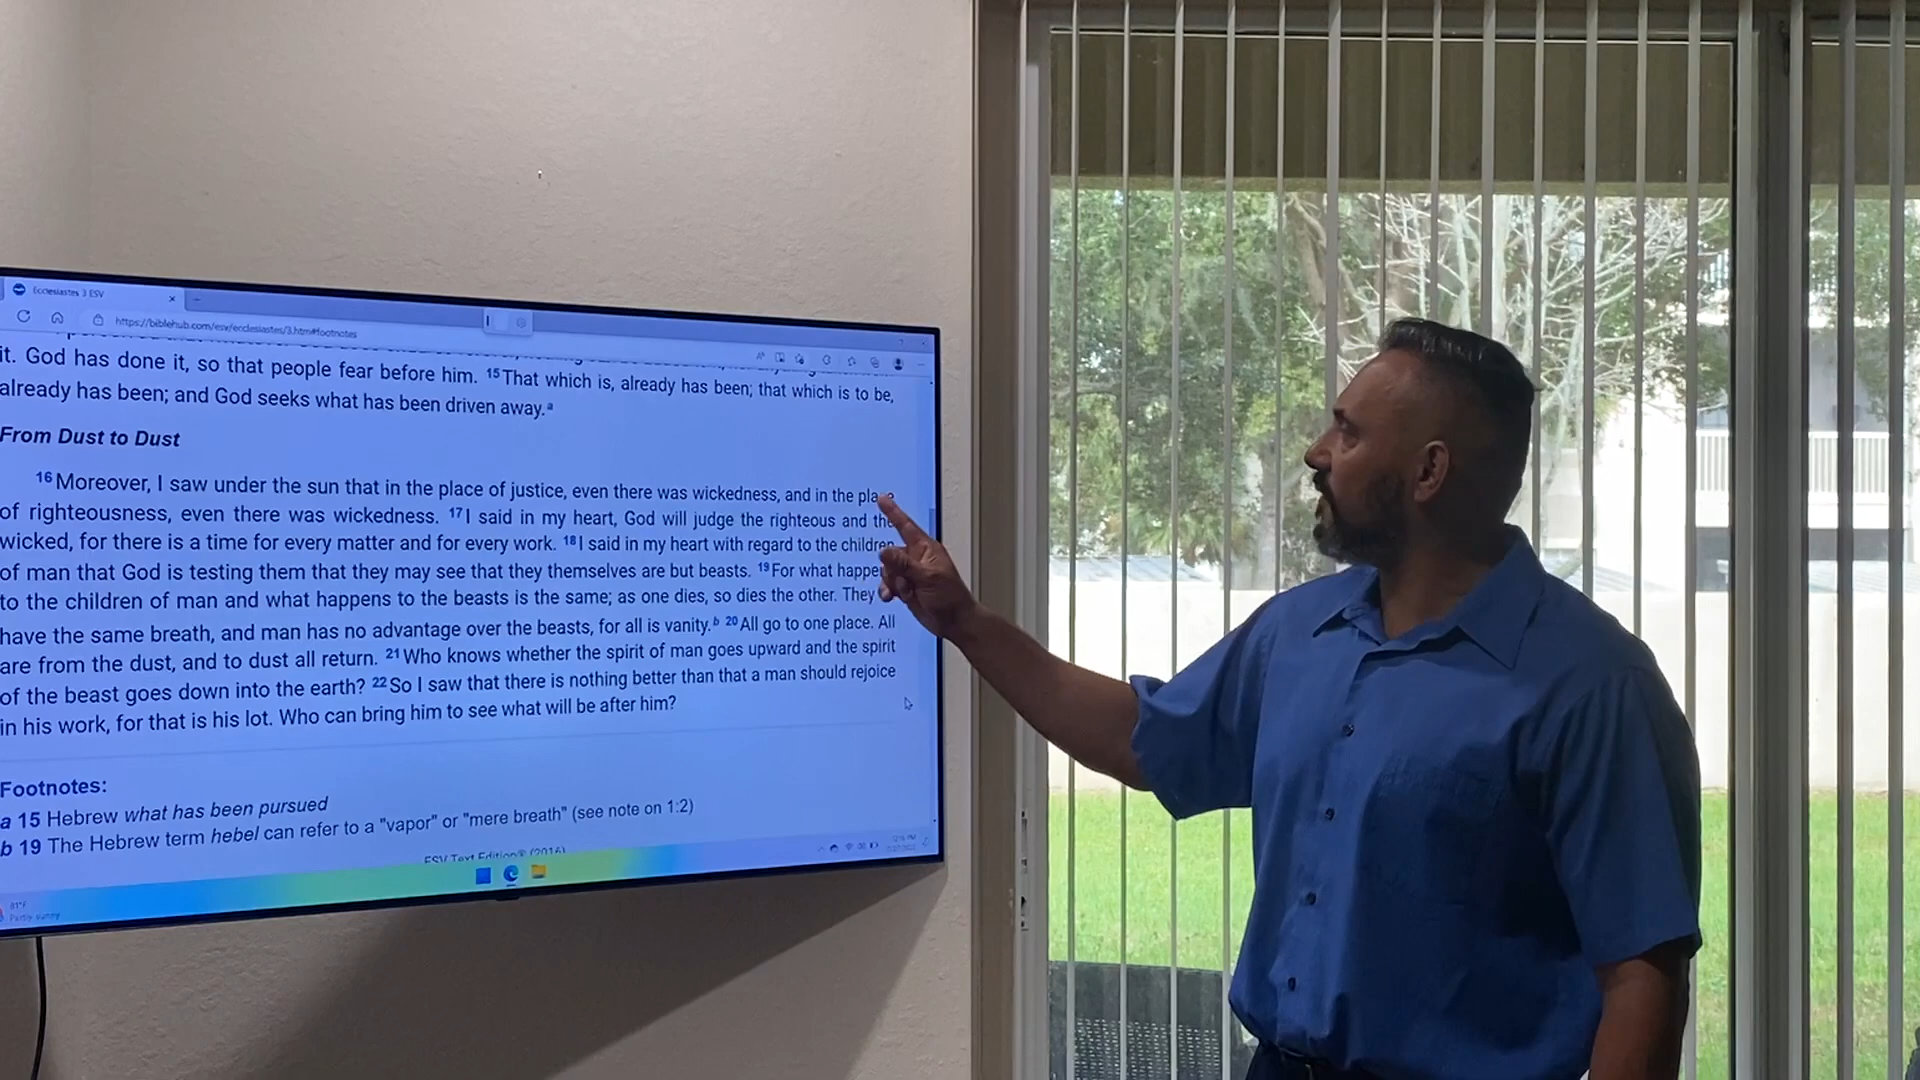 Ecclesiastes 3 ESV
https://biblehub.com/esv/ecclesiastes/3.htm#footnotes
it. God has done it, so that people fear before him. 15 That which is, already has been; that which is to be,
already has been; and God seeks what has been driven away.a
From Dust to Dust
16 Moreover, I saw under the sun that in the place of justice, even there was wickedness, and in the
of righteousness, even there was wickedness. 17 I said in my heart, God will judge the righteous and the
wicked, for there is a time for every matter and for every work. 18 I said in my heart with regard to the children
of man that God is testing them that they may see that they themselves are but beasts. 19 For what happe
to the children of man and what happens to the beasts is the same; as one dies, so dies the other. They
have the same breath, and man has no advantage over the beasts, for all is vanity.b 20 All go to one place. All
are from the dust, and to dust all return. 21 Who knows whether the spirit of man goes upward and the spirit
of the beast goes down into the earth? 22 So I saw that there is nothing better than that a man should rejoice
in his work, for that is his lot. Who can bring him to see what will be after him?
Footnotes:
a 15 Hebrew what has been pursued
b 19 The Hebrew term hebel can refer to a "vapor" or "mere breath" (see note on 1:2)
ESV Text Edition® (2016)
81°F
Partly sunny